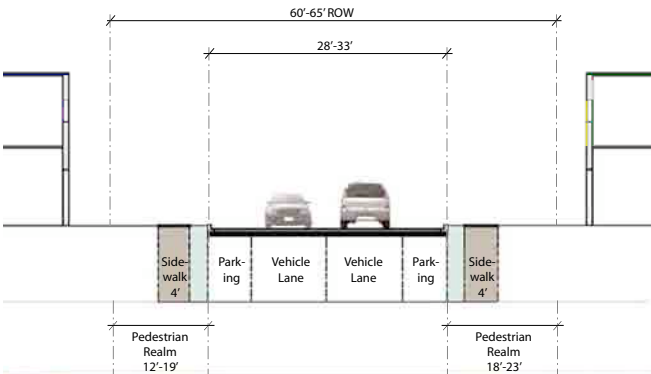 60’-65’ ROW
28’-33’
Side-
walk
4’
Park-
ing
Vehicle
Lane
Vehicle
Lane
Park-
ing
Side-
walk
4’
Pedestrian
Realm
12’-19’
Pedestrian
Realm
18’-23’